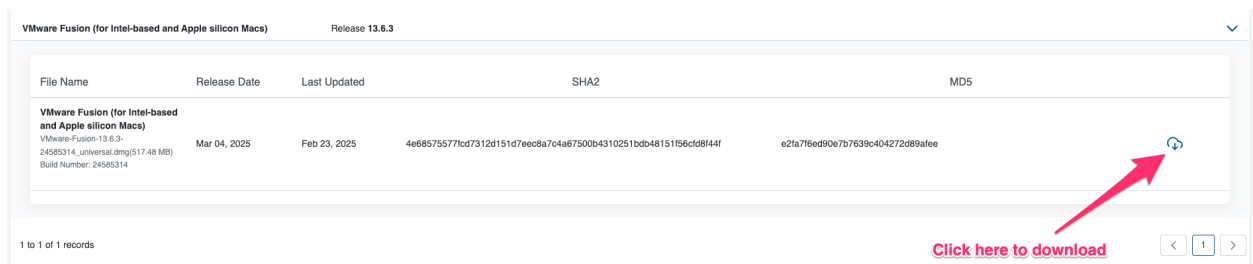 VMware Fusion (for Intel-based and Apple silicon Macs) Release 13.6.3
File Name Release Date Last Updated SHA2 MD5
VMware Fusion (for Intel-based
and Apple silicon Macs)
VMware-Fusion-13.6.3-
24585314_universal.dmg(517.48 MB)
Build Number: 24585314
Mar 04, 2025 Feb 23, 2025 4e68575577fcd7312d151d7eec8a7c4a67500b4310251bdb48151f56cfd8f44f e2fa7f6ed90e7b7639c404272d89afee
Click here to download
1 to 1 of 1 records
1